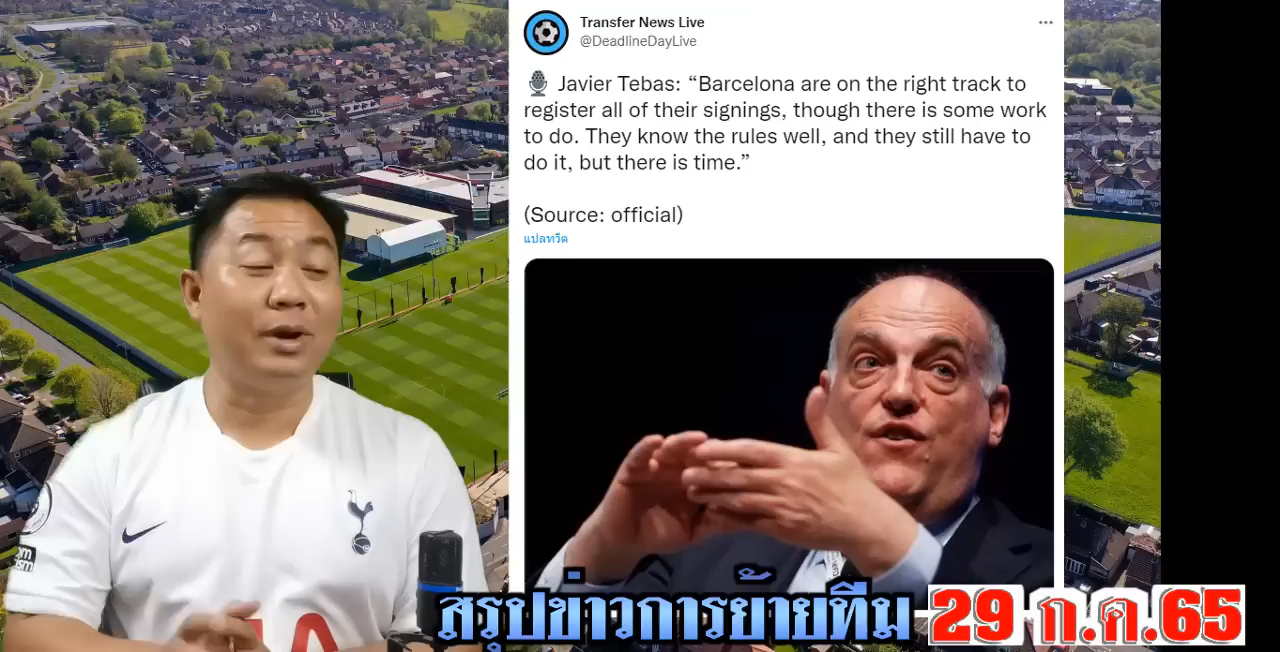 Transfer News Live
@DeadlineDayLive
Javier Tebas: “Barcelona are on the right track to
register all of their signings, though there is some work
to do. They know the rules well, and they still have to
do it, but there is time.”
(Source: official)
แปลทวีต
สรุปข่าวการย้ายทีม 29 ก.ค.65